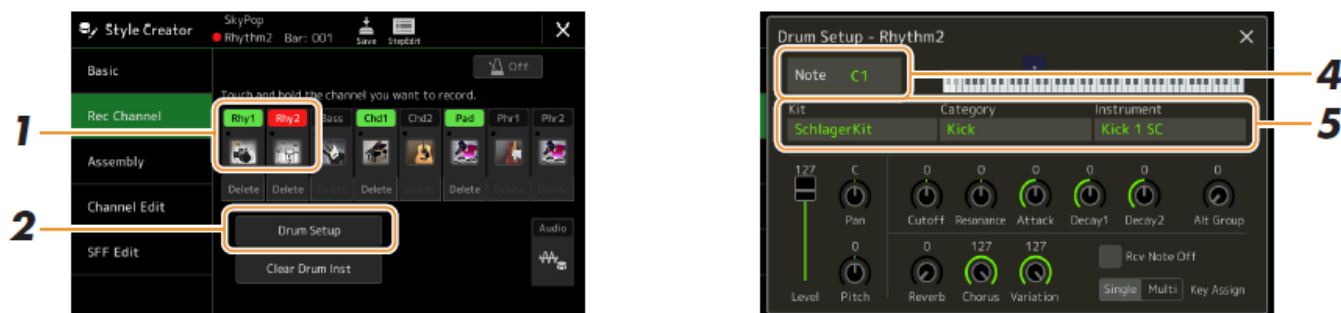 Style Creator
SkyPop
Rhythm2 Bar: 001
Save StepEdit
X
Basic
Off
Touch and hold the channel you want to record.
Rec Channel
Rhy1 Rhy2 Bass Chd1 Chd2 Pad Phr1 Phr2
1
Assembly
Delete Delete Delete Delete Delete Delete Delete Delete
Channel Edit
2
Drum Setup
Audio
SFF Edit
Clear Drum Inst
Drum Setup - Rhythm2
X
Note C1
4
Kit Category Instrument
SchlagerKit Kick Kick 1 SC
5
127 C 0 0 0 0 0 0
Pan Cutoff Resonance Attack Decay1 Decay2 Alt Group
0 0 127 127
Rcv Note Off
Single Multi Key Assign
Level Pitch Reverb Chorus Variation